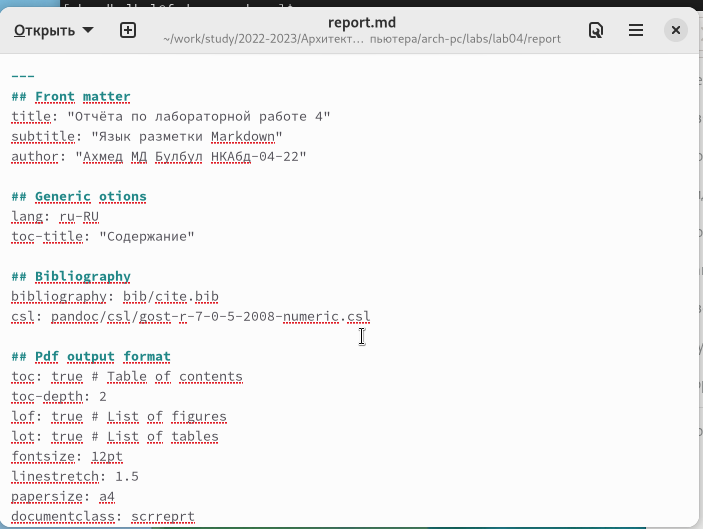 Открыть
report.md
~/work/study/2022-2023/Архитект… пьютера/arch-pc/labs/lab04/report
---
## Front matter
title: "Отчёта по лабораторной работе 4"
subtitle: "Язык разметки Markdown"
author: "Ахмед МД Булбул НКАбд-04-22"
## Generic otions
lang: ru-RU
toc-title: "Содержание"
## Bibliography
bibliography: bib/cite.bib
csl: pandoc/csl/gost-r-7-0-5-2008-numeric.csl
## Pdf output format
toc: true # Table of contents
toc-depth: 2
lof: true # List of figures
lot: true # List of tables
fontsize: 12pt
linestretch: 1.5
papersize: a4
documentclass: scrreprt